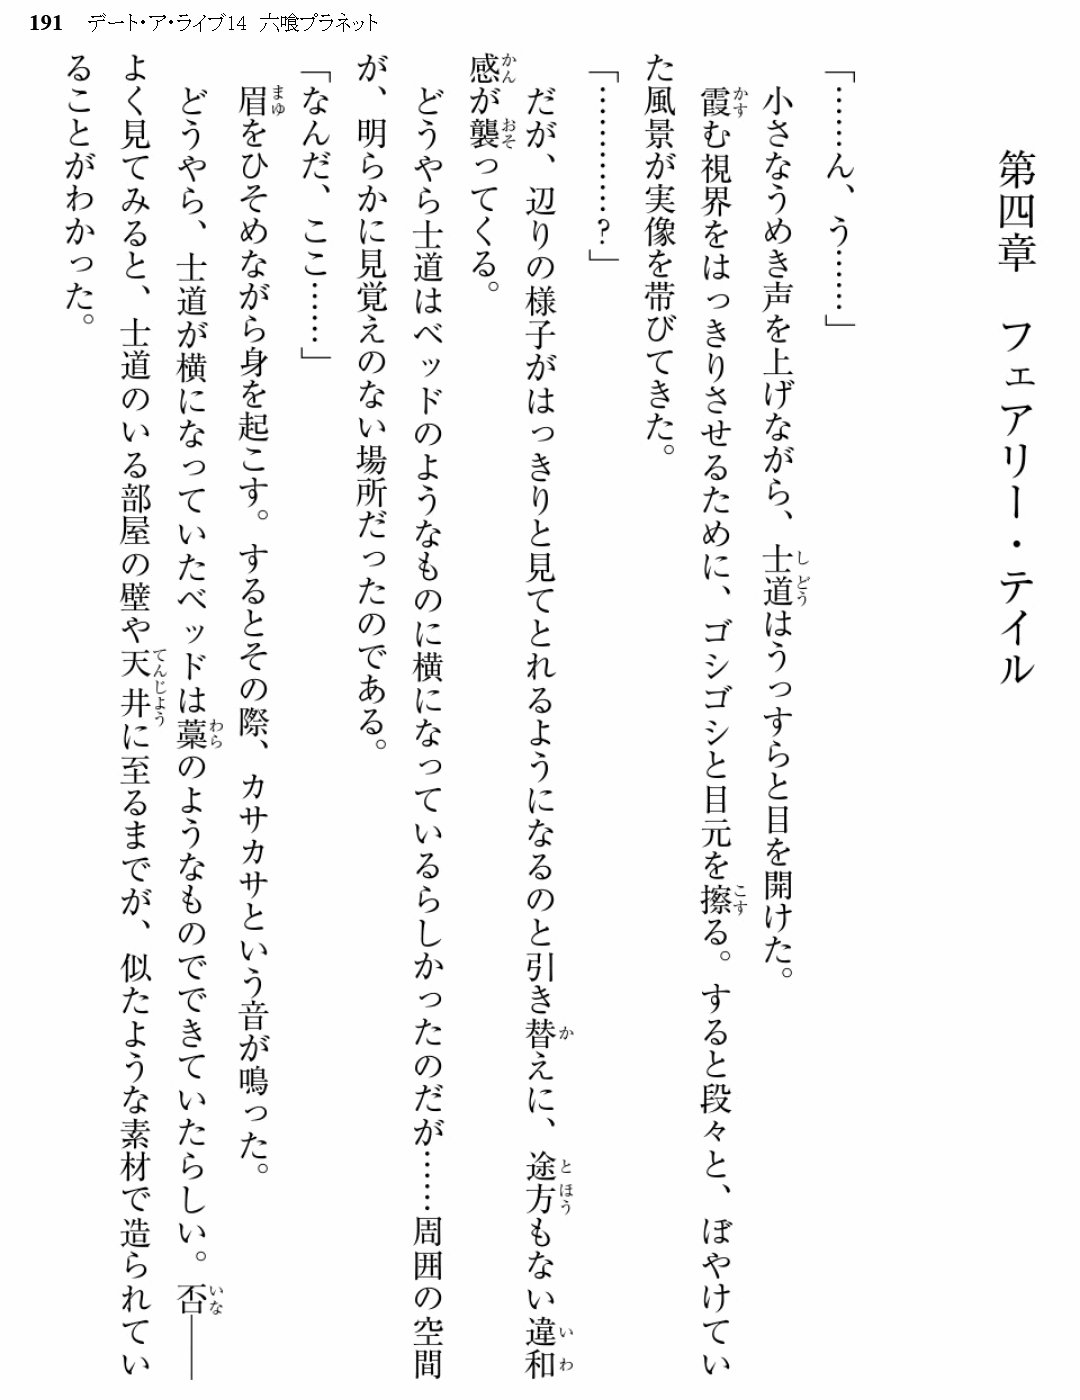 191 デート・ア・ライブ14 六喰プラネット
第四章 フェアリー・テイル
「……ん、う……」
小さなうめき声を上げながら、士道はうっすらと目を開けた。
霞む視界をはっきりさせるために、ゴシゴシと目元を擦る。すると段々と、ぼやけてい
た風景が実像を帯びてきた。
「…………?」
だが、辺りの様子がはっきりと見てとれるようになるのと引き替えに、途方もない違和
感が襲ってくる。
どうやら士道はベッドのようなものに横になっているらしかったのだが……周囲の空間
が、明らかに見覚えのない場所だったのである。
「なんだ、ここ……」
眉をひそめながら身を起こす。するとその際、カサカサという音が鳴った。
どうやら、士道が横になっていたベッドは藁のようなものでできていたらしい。否――
よく見てみると、士道のいる部屋の壁や天井に至るまでが、似たような素材で造られてい
ることがわかった。